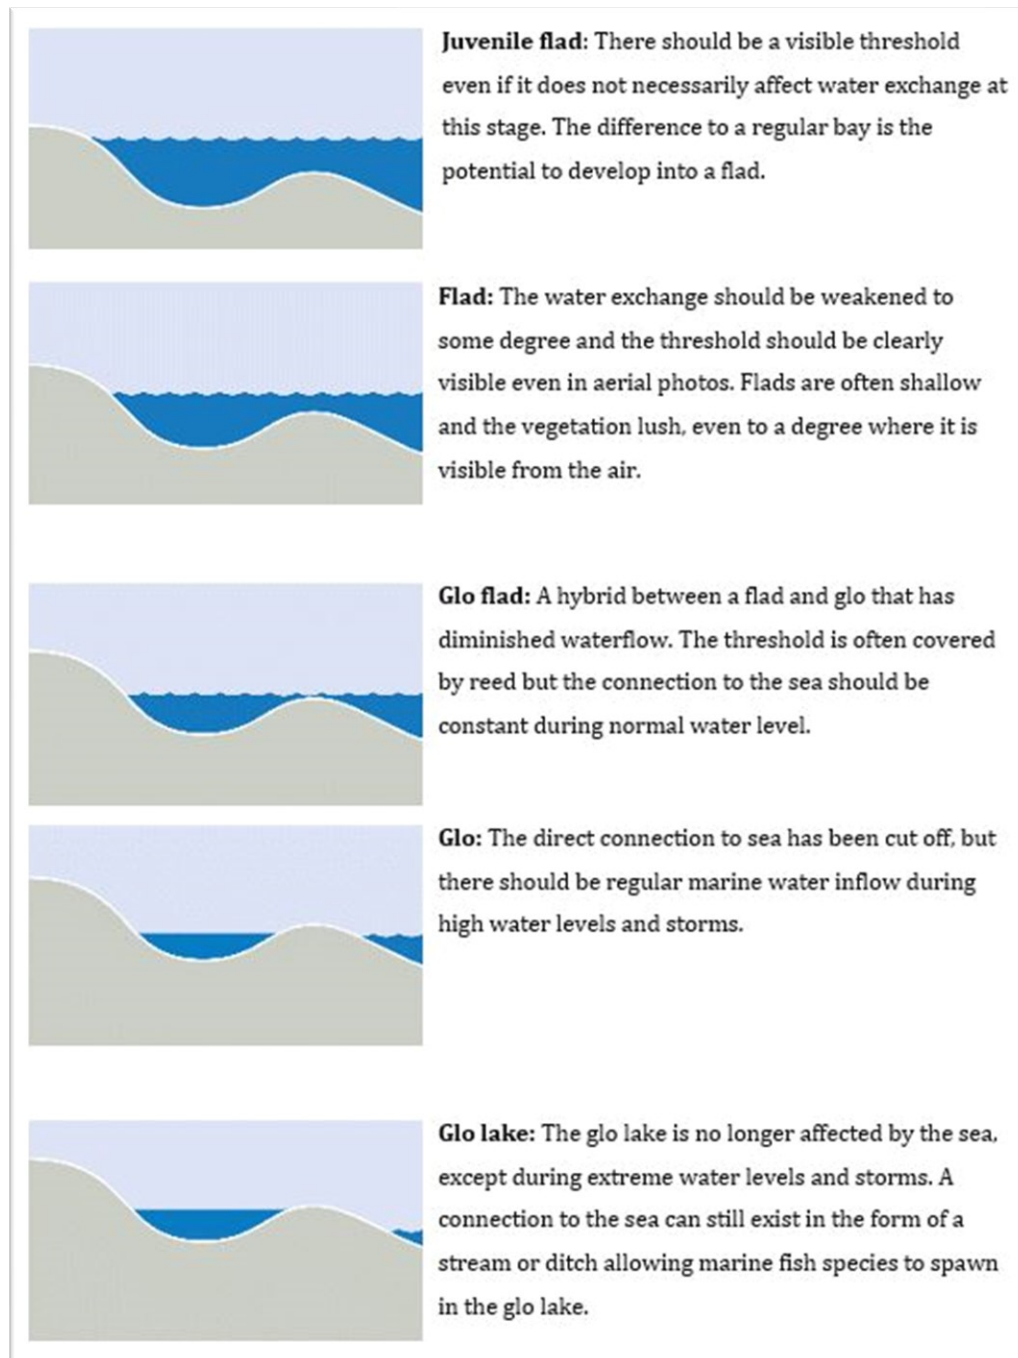 Juvenile flad: There should be a visible threshold
even if it does not necessarily affect water exchange at
this stage. The difference to a regular bay is the
potential to develop into a flad.
Flad: The water exchange should be weakened to
some degree and the threshold should be clearly
visible even in aerial photos. Flads are often shallow
and the vegetation lush, even to a degree where it is
visible from the air.
Glo flad: A hybrid between a flad and glo that has
diminished waterflow. The threshold is often covered
by reed but the connection to the sea should be
constant during normal water level.
Glo: The direct connection to sea has been cut off, but
there should be regular marine water inflow during
high water levels and storms.
Glo lake: The glo lake is no longer affected by the sea,
except during extreme water levels and storms. A
connection to the sea can still exist in the form of a
stream or ditch allowing marine fish species to spawn
in the glo lake.